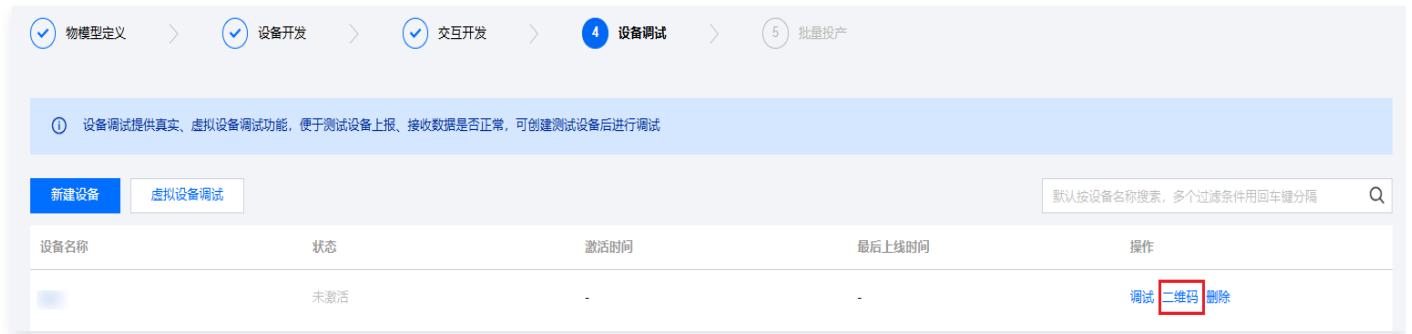 物模型定义 设备开发 交互开发 4 设备调试 5 批量投产
设备调试提供真实、虚拟设备调试功能，便于测试设备上报、接收数据是否正常，可创建测试设备后进行调试
新建设备 虚拟设备调试 默认按设备名称搜索，多个过滤条件用回车键分隔
设备名称 状态 激活时间 最后上线时间 操作
未激活 - - 调试 二维码 删除